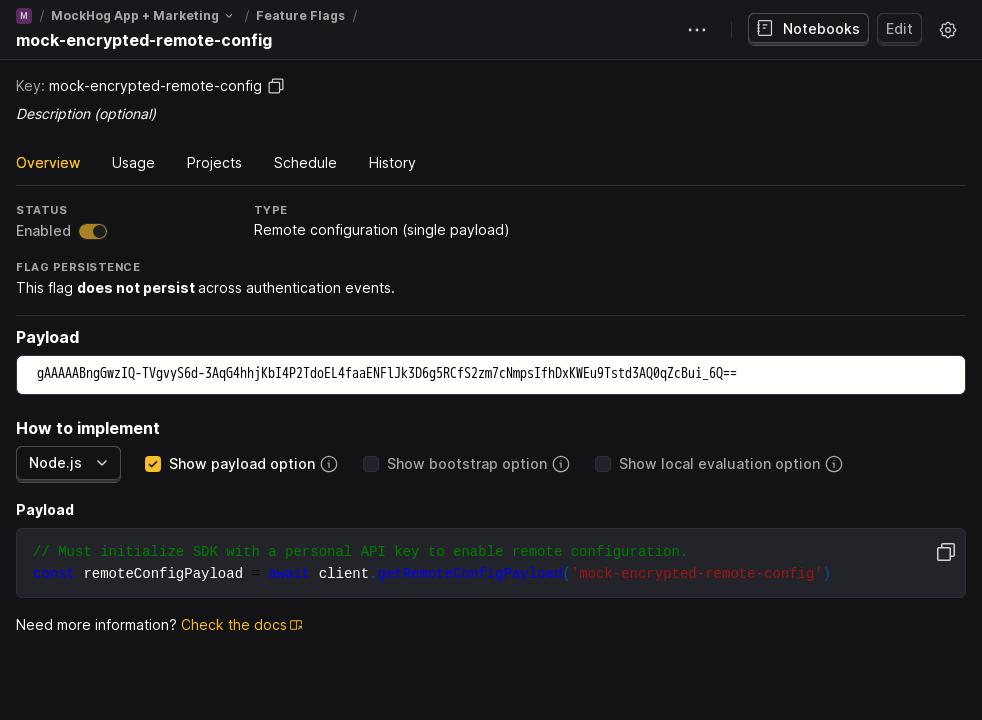 M / MockHog App + Marketing / Feature Flags /
mock-encrypted-remote-config
Notebooks Edit
Key: mock-encrypted-remote-config
Description (optional)
Overview Usage Projects Schedule History
STATUS TYPE
Enabled Remote configuration (single payload)
FLAG PERSISTENCE
This flag does not persist across authentication events.
Payload
gAAAAABngGwzIQ-TVgvyS6d-3AqG4hhjKbI4P2TdoEL4faaENFlJk3D6g5RCfS2zm7cNmpsIfhDxKWEu9Tstd3AQ0qZcBui_6Q==
How to implement
Node.js Show payload option Show bootstrap option Show local evaluation option
Payload
// Must initialize SDK with a personal API key to enable remote configuration.
const remoteConfigPayload = await client.getRemoteConfigPayload('mock-encrypted-remote-config')
Need more information? Check the docs